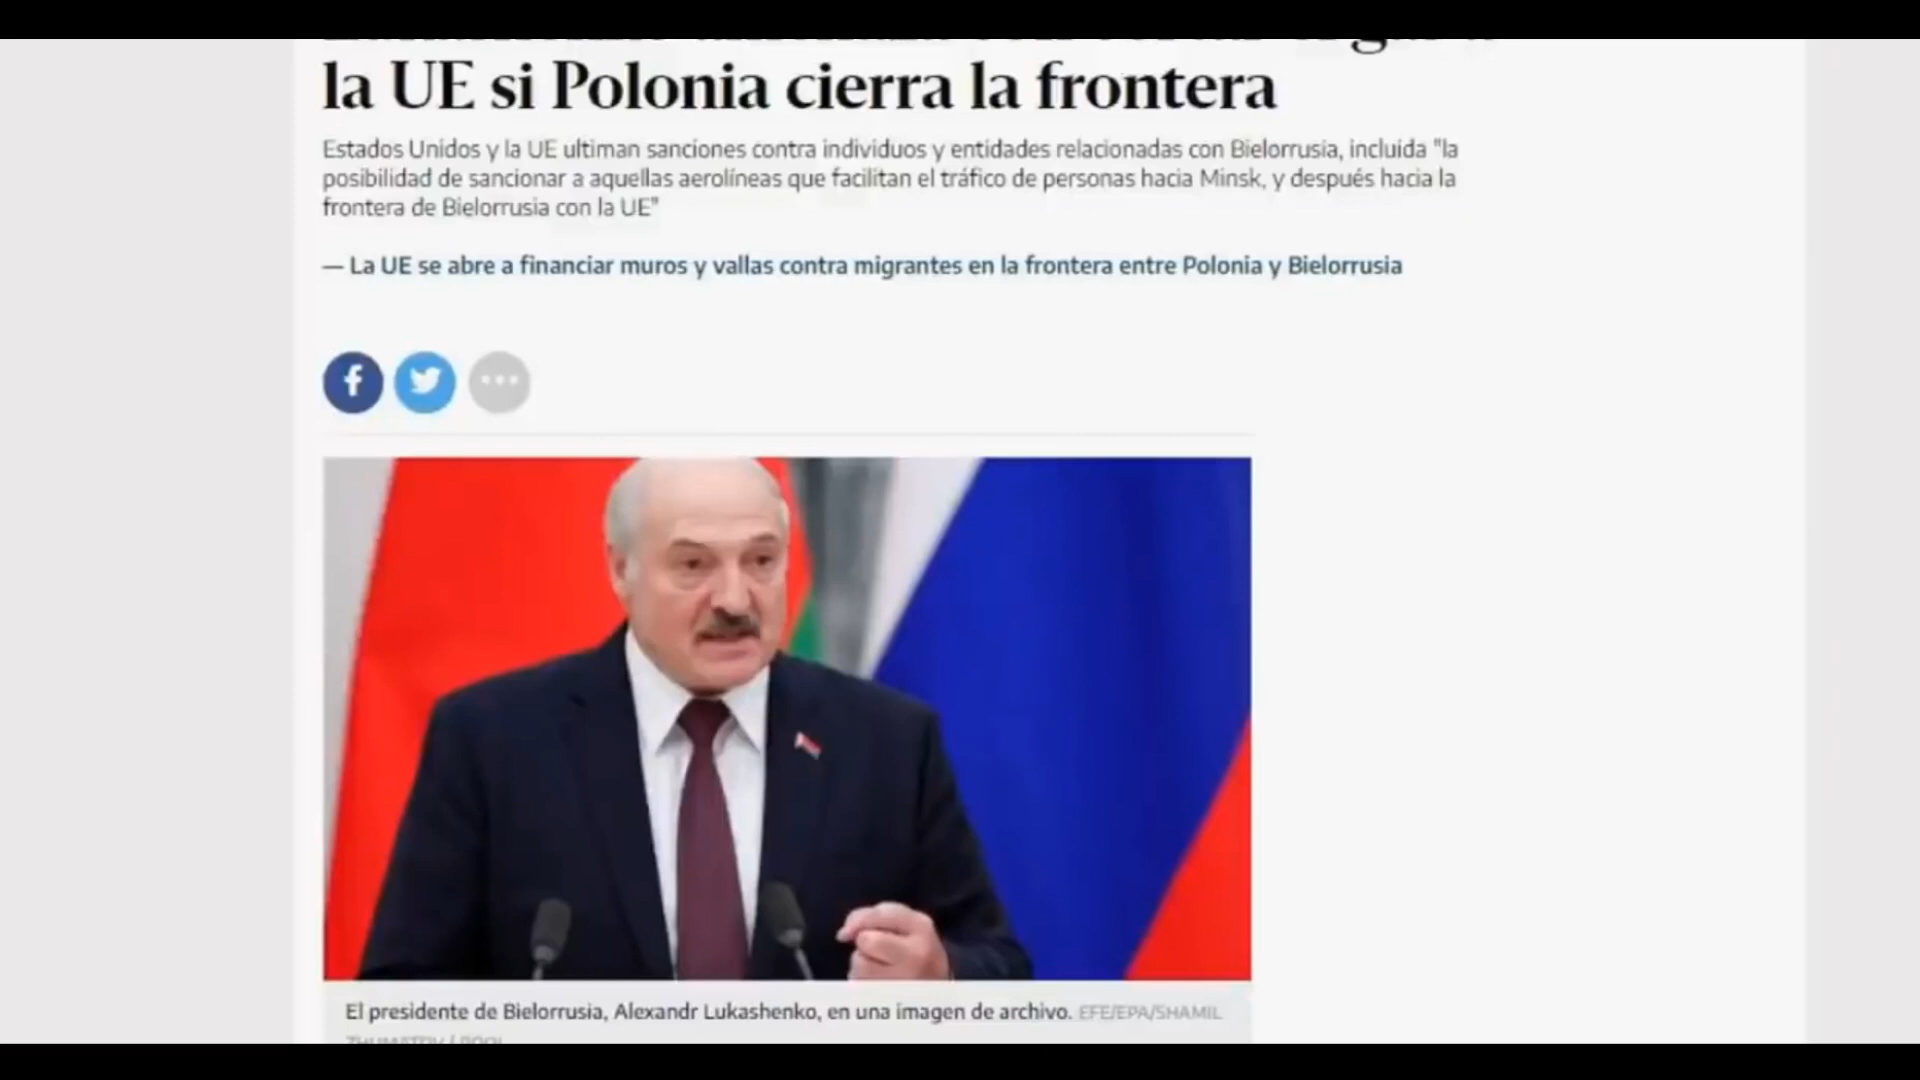 la UE si Polonia cierra la frontera
Estados Unidos y la UE ultiman sanciones contra individuos y entidades relacionadas con Bielorrusia, incluida "la
posibilidad de sancionar a aquellas aerolíneas que facilitan el tráfico de personas hacia Minsk, y después hacia la
frontera de Bielorrusia con la UE"
— La UE se abre a financiar muros y vallas contra migrantes en la frontera entre Polonia y Bielorrusia
El presidente de Bielorrusia, Alexandr Lukashenko, en una imagen de archivo. EFE/EPA/SHAMIL